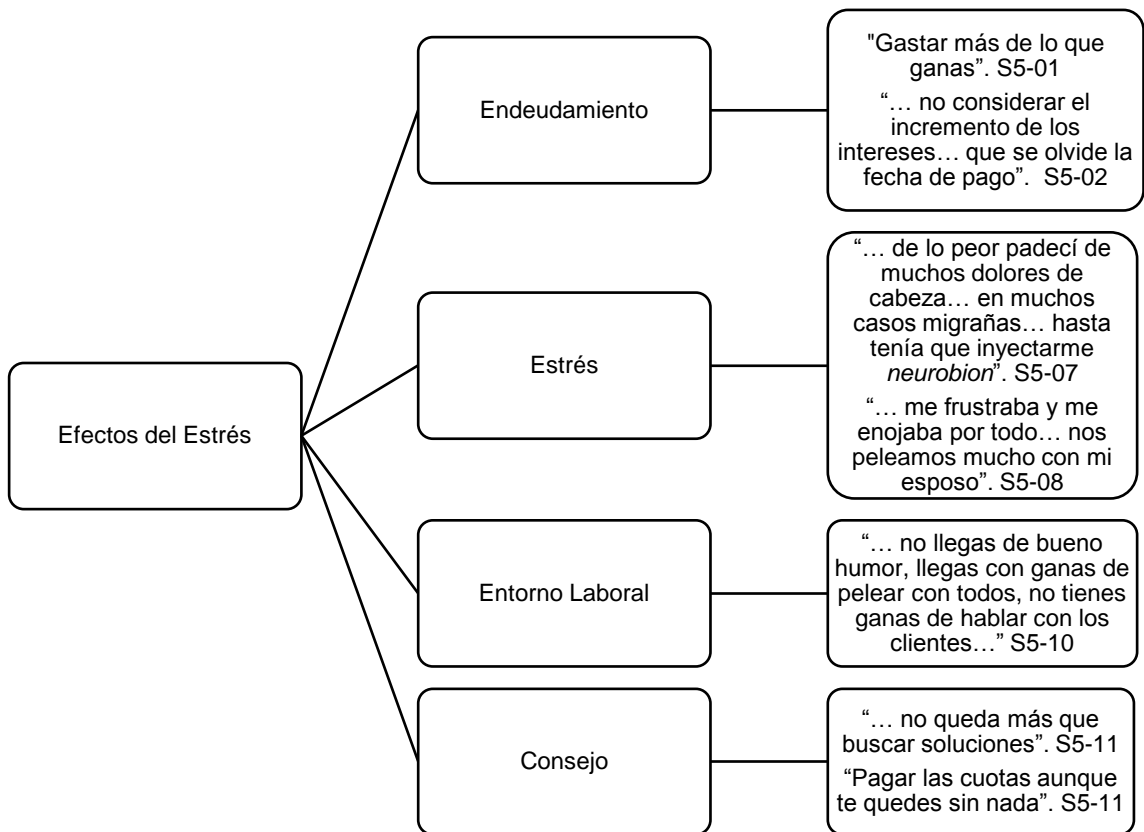 Efectos del Estrés
Endeudamiento
"Gastar más de lo que
ganas”. S5-01
“… no considerar el
incremento de los
intereses… que se olvide la
fecha de pago”. S5-02
Estrés
“… de lo peor padecí de
muchos dolores de
cabeza… en muchos
casos migrañas… hasta
tenía que inyectarme
neurobion”. S5-07
“… me frustraba y me
enojaba por todo… nos
peleamos mucho con mi
esposo”. S5-08
Entorno Laboral
“… no llegas de bueno
humor, llegas con ganas de
pelear con todos, no tienes
ganas de hablar con los
clientes…” S5-10
Consejo
“… no queda más que
buscar soluciones”. S5-11
“Pagar las cuotas aunque
te quedes sin nada”. S5-11